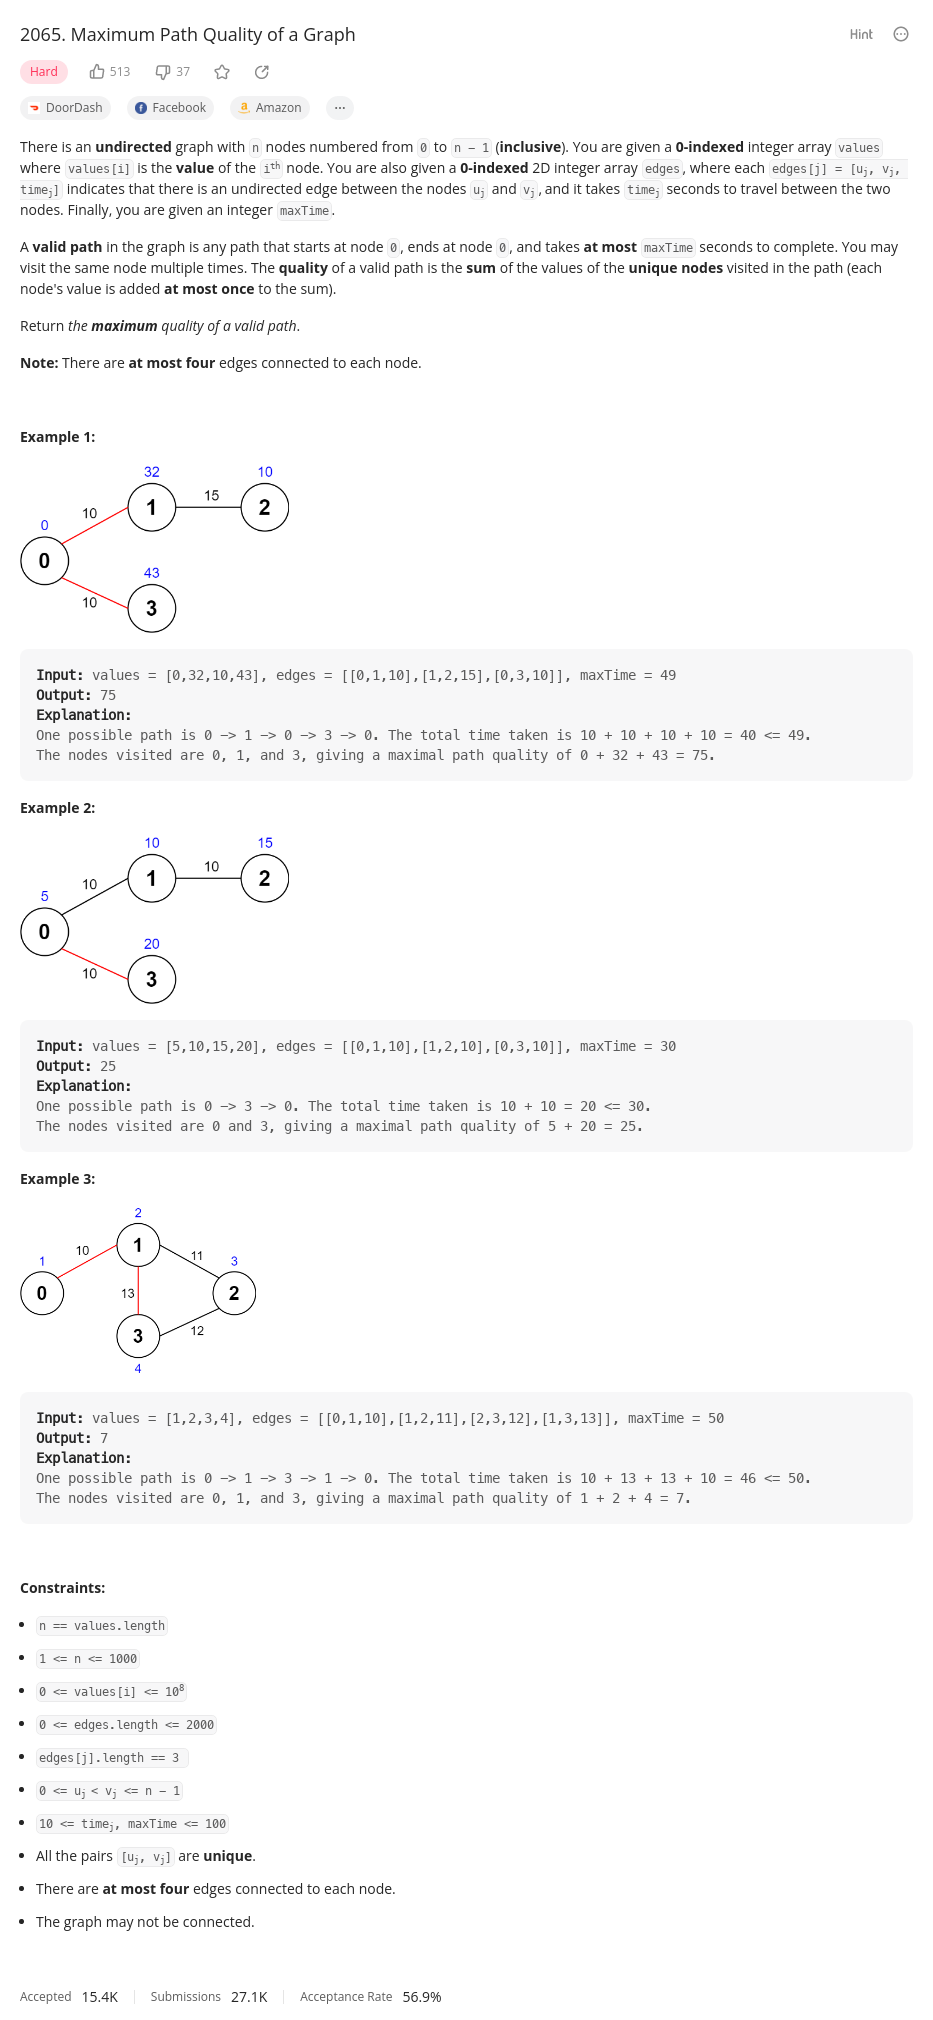 2065. Maximum Path Quality of a Graph
Hint
Hard 513 37
DoorDash Facebook Amazon ...
There is an undirected graph with n nodes numbered from 0 to n - 1 (inclusive). You are given a 0-indexed integer array values
where values[i] is the value of the ith node. You are also given a 0-indexed 2D integer array edges, where each edges[j] = [uj, vj,
timej] indicates that there is an undirected edge between the nodes uj and vj, and it takes timej seconds to travel between the two
nodes. Finally, you are given an integer maxTime.
A valid path in the graph is any path that starts at node 0, ends at node 0, and takes at most maxTime seconds to complete. You may
visit the same node multiple times. The quality of a valid path is the sum of the values of the unique nodes visited in the path (each
node's value is added at most once to the sum).
Return the maximum quality of a valid path.
Note: There are at most four edges connected to each node.
Example 1:
32 10
1 15 2
10
0
0
43
10 3
Input: values = [0,32,10,43], edges = [[0,1,10],[1,2,15],[0,3,10]], maxTime = 49
Output: 75
Explanation:
One possible path is 0 -> 1 -> 0 -> 3 -> 0. The total time taken is 10 + 10 + 10 + 10 = 40 <= 49.
The nodes visited are 0, 1, and 3, giving a maximal path quality of 0 + 32 + 43 = 75.
Example 2:
10 15
1 10 2
10
5
0
20
10 3
Input: values = [5,10,15,20], edges = [[0,1,10],[1,2,10],[0,3,10]], maxTime = 30
Output: 25
Explanation:
One possible path is 0 -> 3 -> 0. The total time taken is 10 + 10 = 20 <= 30.
The nodes visited are 0 and 3, giving a maximal path quality of 5 + 20 = 25.
Example 3:
2
10 1 11
1 3
0 13 2
3 12
4
Input: values = [1,2,3,4], edges = [[0,1,10],[1,2,11],[2,3,12],[1,3,13]], maxTime = 50
Output: 7
Explanation:
One possible path is 0 -> 1 -> 3 -> 1 -> 0. The total time taken is 10 + 13 + 13 + 10 = 46 <= 50.
The nodes visited are 0, 1, and 3, giving a maximal path quality of 1 + 2 + 4 = 7.
Constraints:
• n == values.length
• 1 <= n <= 1000
• 0 <= values[i] <= 10⁸
• 0 <= edges.length <= 2000
• edges[j].length == 3
• 0 <= uj < vj <= n - 1
• 10 <= timej, maxTime <= 100
• All the pairs [uj, vj] are unique.
• There are at most four edges connected to each node.
• The graph may not be connected.
Accepted 15.4K Submissions 27.1K Acceptance Rate 56.9%